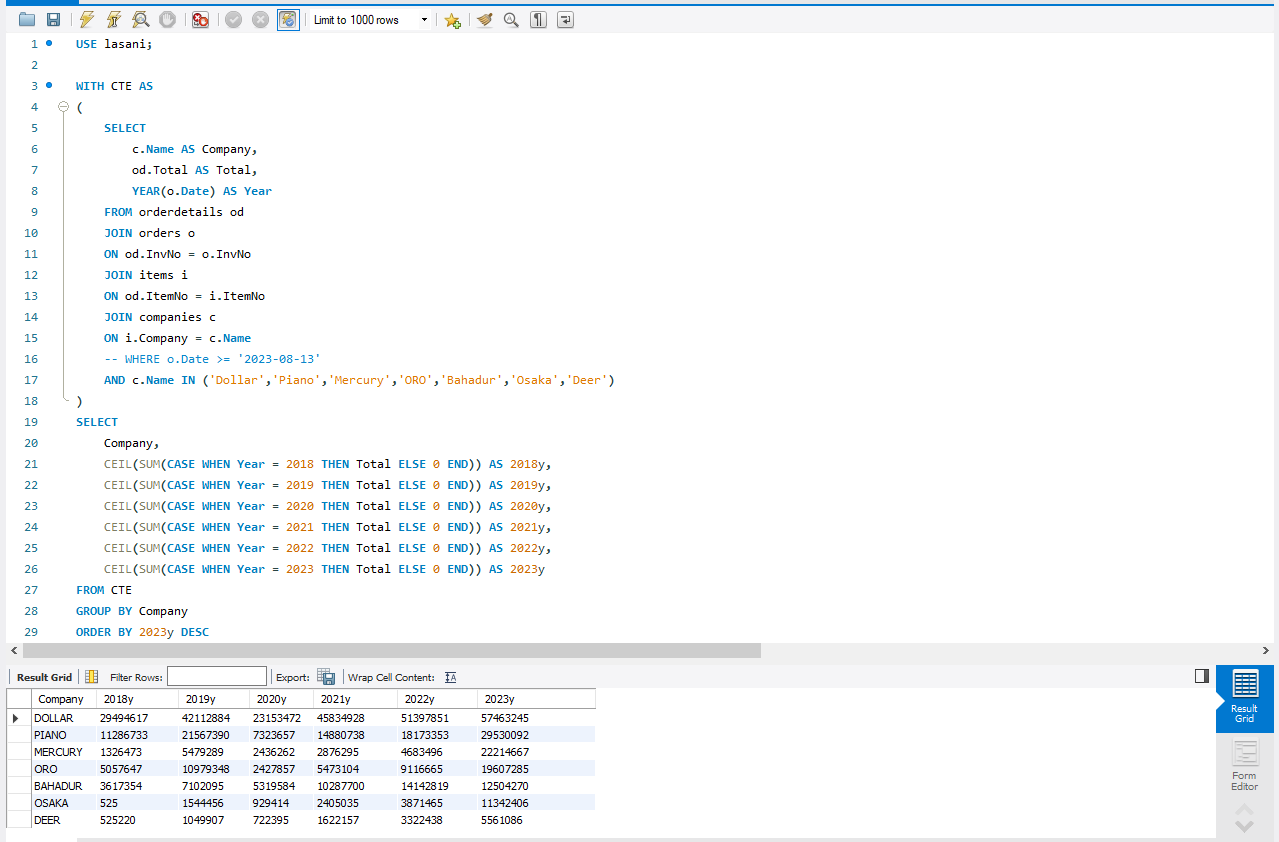 Limit to 1000 rows
1 USE lasani;
2
3 WITH CTE AS
4 (
5 SELECT
6 c.Name AS Company,
7 od.Total AS Total,
8 YEAR(o.Date) AS Year
9 FROM orderdetails od
10 JOIN orders o
11 ON od.InvNo = o.InvNo
12 JOIN items i
13 ON od.ItemNo = i.ItemNo
14 JOIN companies c
15 ON i.Company = c.Name
16 -- WHERE o.Date >= '2023-08-13'
17 AND c.Name IN ('Dollar','Piano','Mercury','ORO','Bahadur','Osaka','Deer')
18 )
19 SELECT
20 Company,
21 CEIL(SUM(CASE WHEN Year = 2018 THEN Total ELSE 0 END)) AS 2018y,
22 CEIL(SUM(CASE WHEN Year = 2019 THEN Total ELSE 0 END)) AS 2019y,
23 CEIL(SUM(CASE WHEN Year = 2020 THEN Total ELSE 0 END)) AS 2020y,
24 CEIL(SUM(CASE WHEN Year = 2021 THEN Total ELSE 0 END)) AS 2021y,
25 CEIL(SUM(CASE WHEN Year = 2022 THEN Total ELSE 0 END)) AS 2022y,
26 CEIL(SUM(CASE WHEN Year = 2023 THEN Total ELSE 0 END)) AS 2023y
27 FROM CTE
28 GROUP BY Company
29 ORDER BY 2023y DESC
Result Grid Filter Rows: Export: Wrap Cell Content: IA
Company 2018y 2019y 2020y 2021y 2022y 2023y
DOLLAR 29494617 42112884 23153472 45834928 51397851 57463245
PIANO 11286733 21567390 7323657 14880738 18173353 29530092
MERCURY 1326473 5479289 2436262 2876295 4683496 22214667
ORO 5057647 10979348 2427857 5473104 9116665 19607285
BAHADUR 3617354 7102095 5319584 10287700 14142819 12504270
OSAKA 525 1544456 929414 2405035 3871465 11342406
DEER 525220 1049907 722395 1622157 3322438 5561086
Result
Grid
Form
Editor